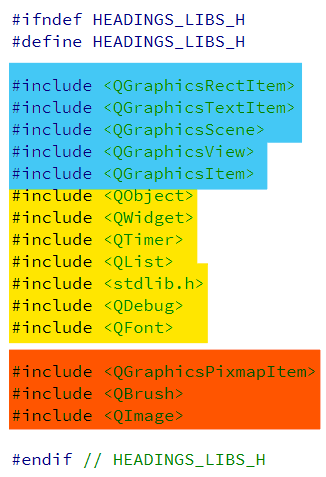 #ifndef HEADINGS_LIBS_H
#define HEADINGS_LIBS_H
#include <QGraphicsRectItem>
#include <QGraphicsTextItem>
#include <QGraphicsScene>
#include <QGraphicsView>
#include <QGraphicsItem>
#include <QObject>
#include <QWidget>
#include <QTimer>
#include <QList>
#include <stdlib.h>
#include <QDebug>
#include <QFont>
#include <QGraphicsPixmapItem>
#include <QBrush>
#include <QImage>
#endif // HEADINGS_LIBS_H